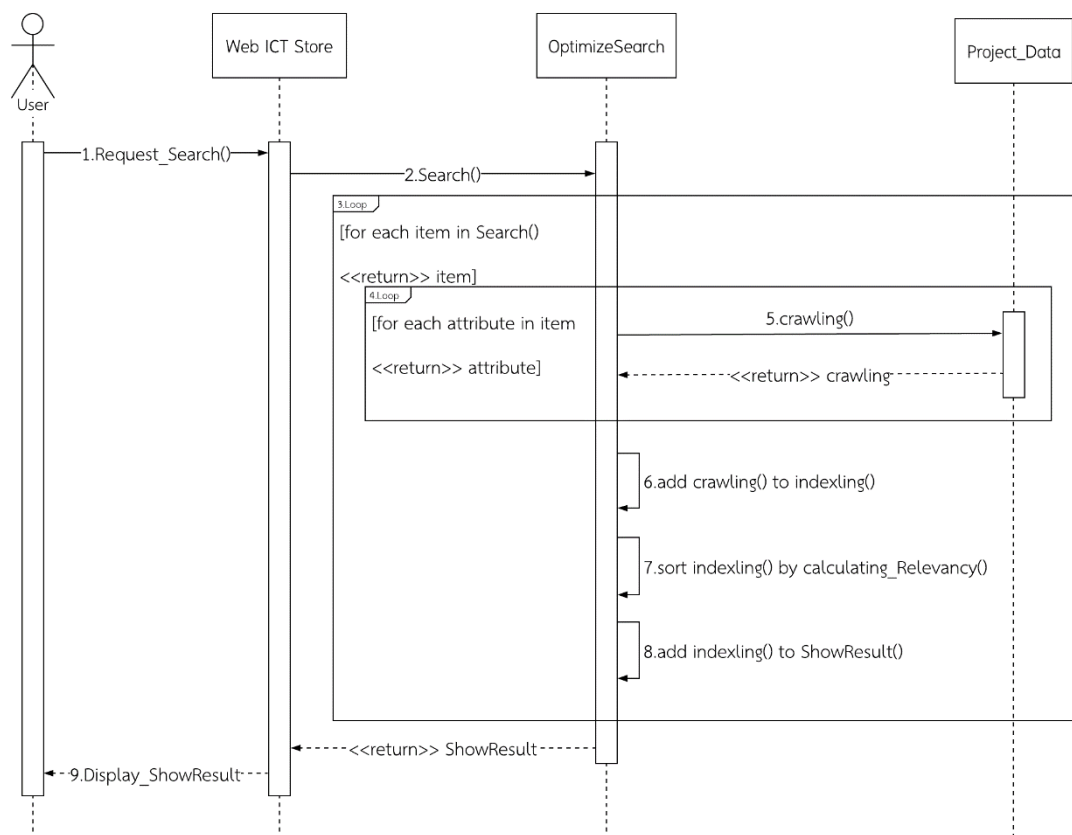 User
Web ICT Store
OptimizeSearch
Project_Data
1.Request_Search()
2.Search()
3.Loop
[for each item in Search()
<<return>> item]
4.Loop
[for each attribute in item
<<return>> attribute]
5.crawling()
<<return>> crawling
6.add crawling() to indexling()
7.sort indexling() by calculating_Relevancy()
8.add indexling() to ShowResult()
<<return>> ShowResult
9.Display_ShowResult